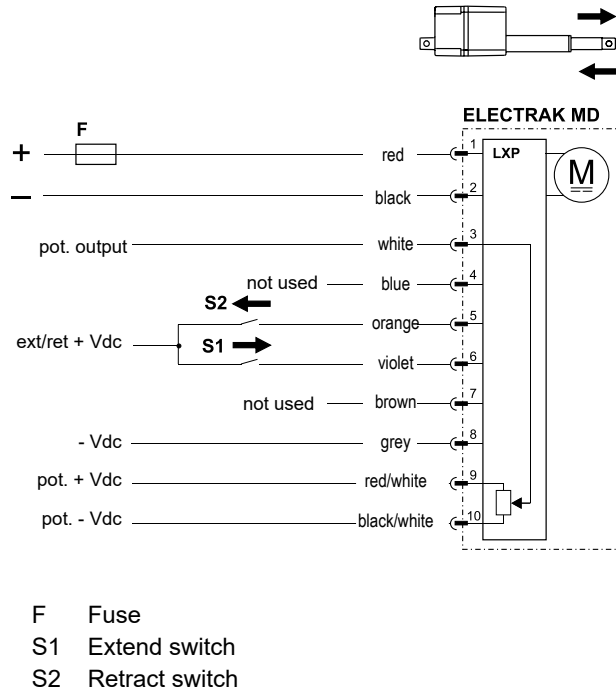 ELECTRAK MD
F
+
red
1
LXP
M
–
black
2
pot. output
white
3
not used
blue
4
S2
orange
5
ext/ret + Vdc
S1
violet
6
not used
brown
7
- Vdc
grey
8
pot. + Vdc
red/white
9
pot. - Vdc
black/white
10
F Fuse
S1 Extend switch
S2 Retract switch